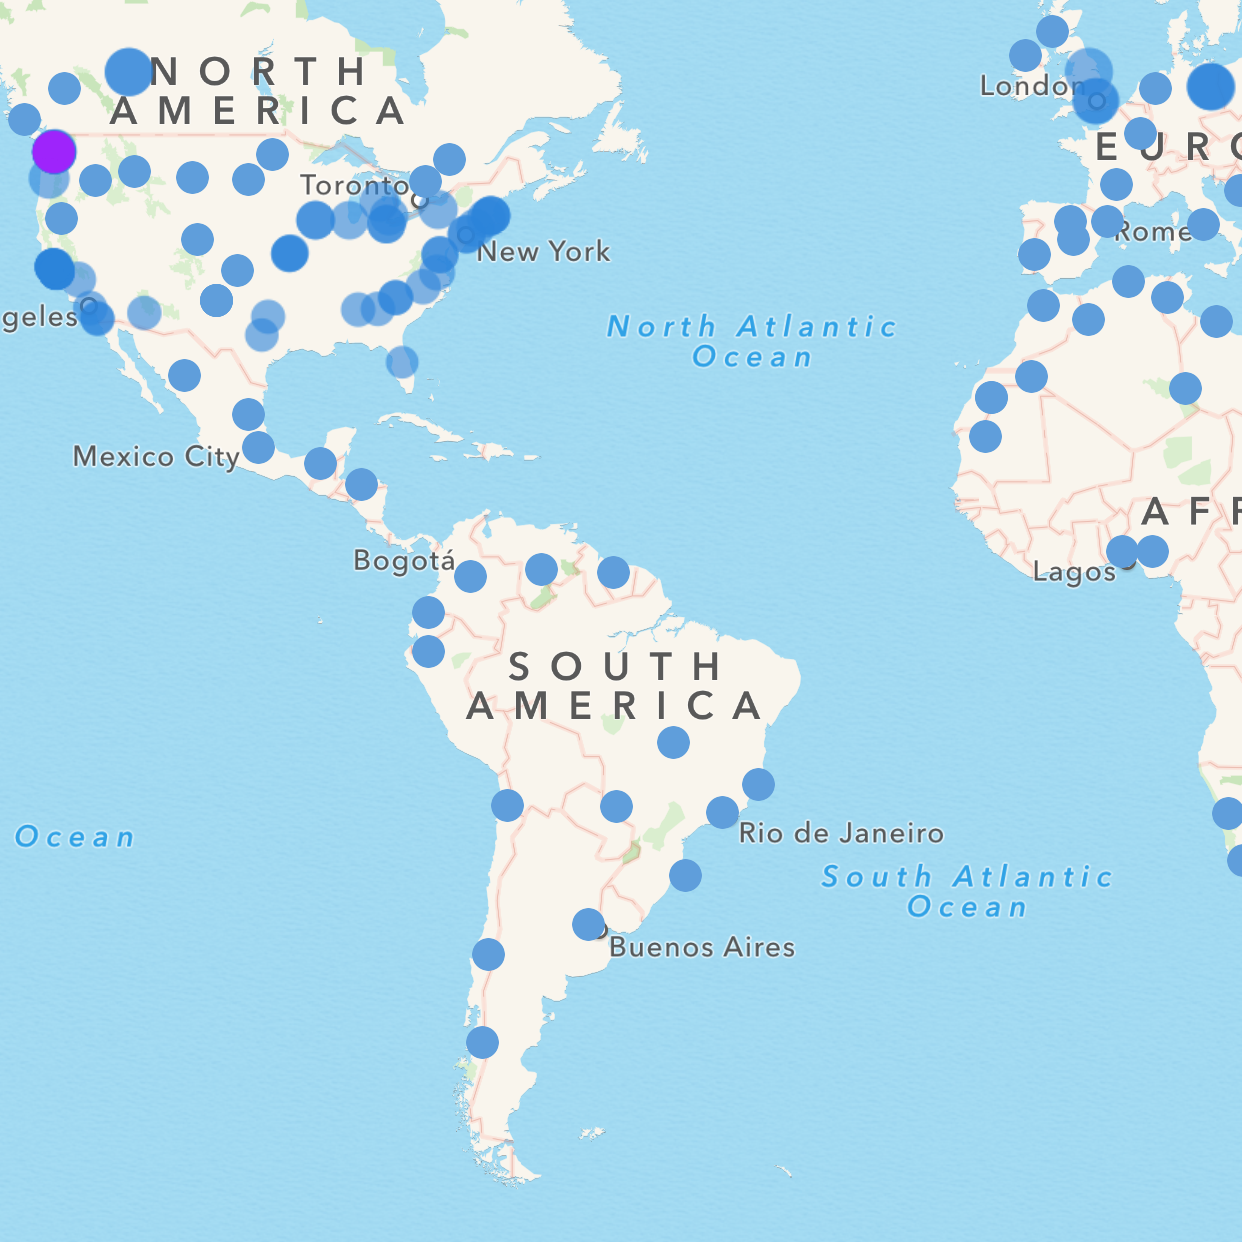 NORTH
AMERICA
London
EURO
Toronto
Rome
New York
geles
North Atlantic
Ocean
Mexico City
AFR
Bogotá
Lagos
SOUTH
AMERICA
Ocean
Rio de Janeiro
South Atlantic
Ocean
Buenos Aires